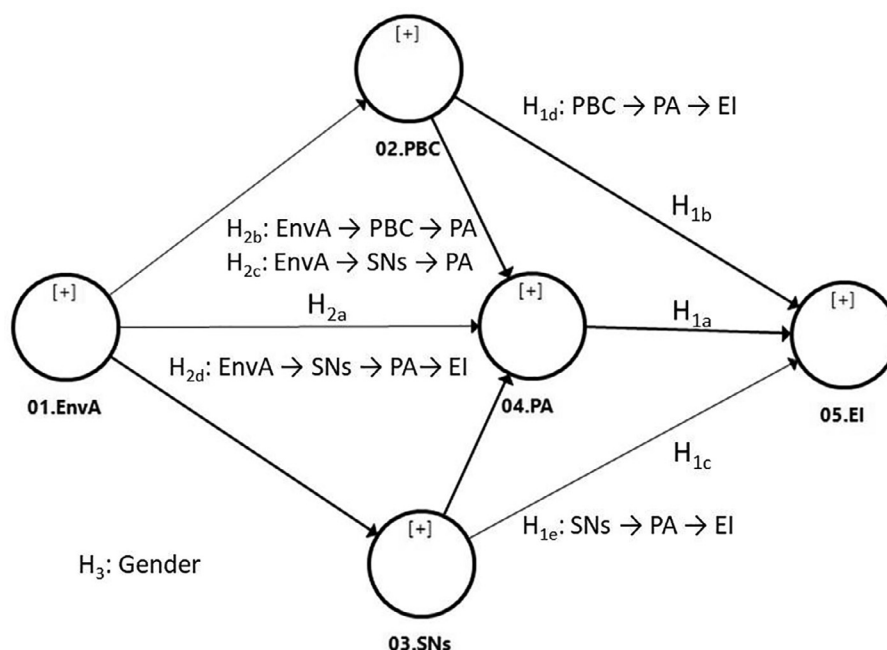 [+]
02.PBC
H1d: PBC → PA → EI
H1b
H2b: EnvA → PBC → PA
H2c: EnvA → SNs → PA
[+]
01.EnvA
H2a
[+]
04.PA
H1a
[+]
05.EI
H2d: EnvA → SNs → PA→ EI
H1c
[+]
03.SNs
H1e: SNs → PA → EI
H3: Gender